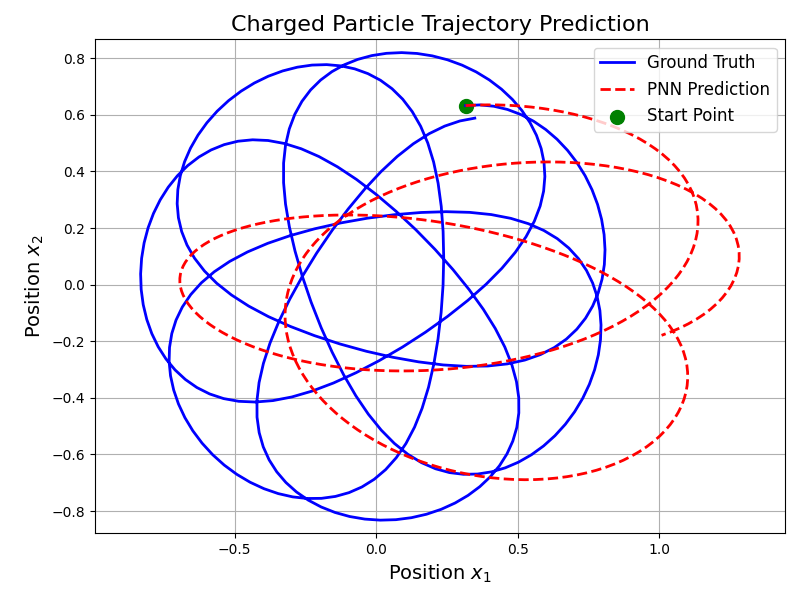 Charged Particle Trajectory Prediction
Ground Truth
PNN Prediction
Start Point
0.8
0.6
0.4
0.2
0.0
−0.2
−0.4
−0.6
−0.8
Position x₂
−0.5
0.0
0.5
1.0
Position x₁